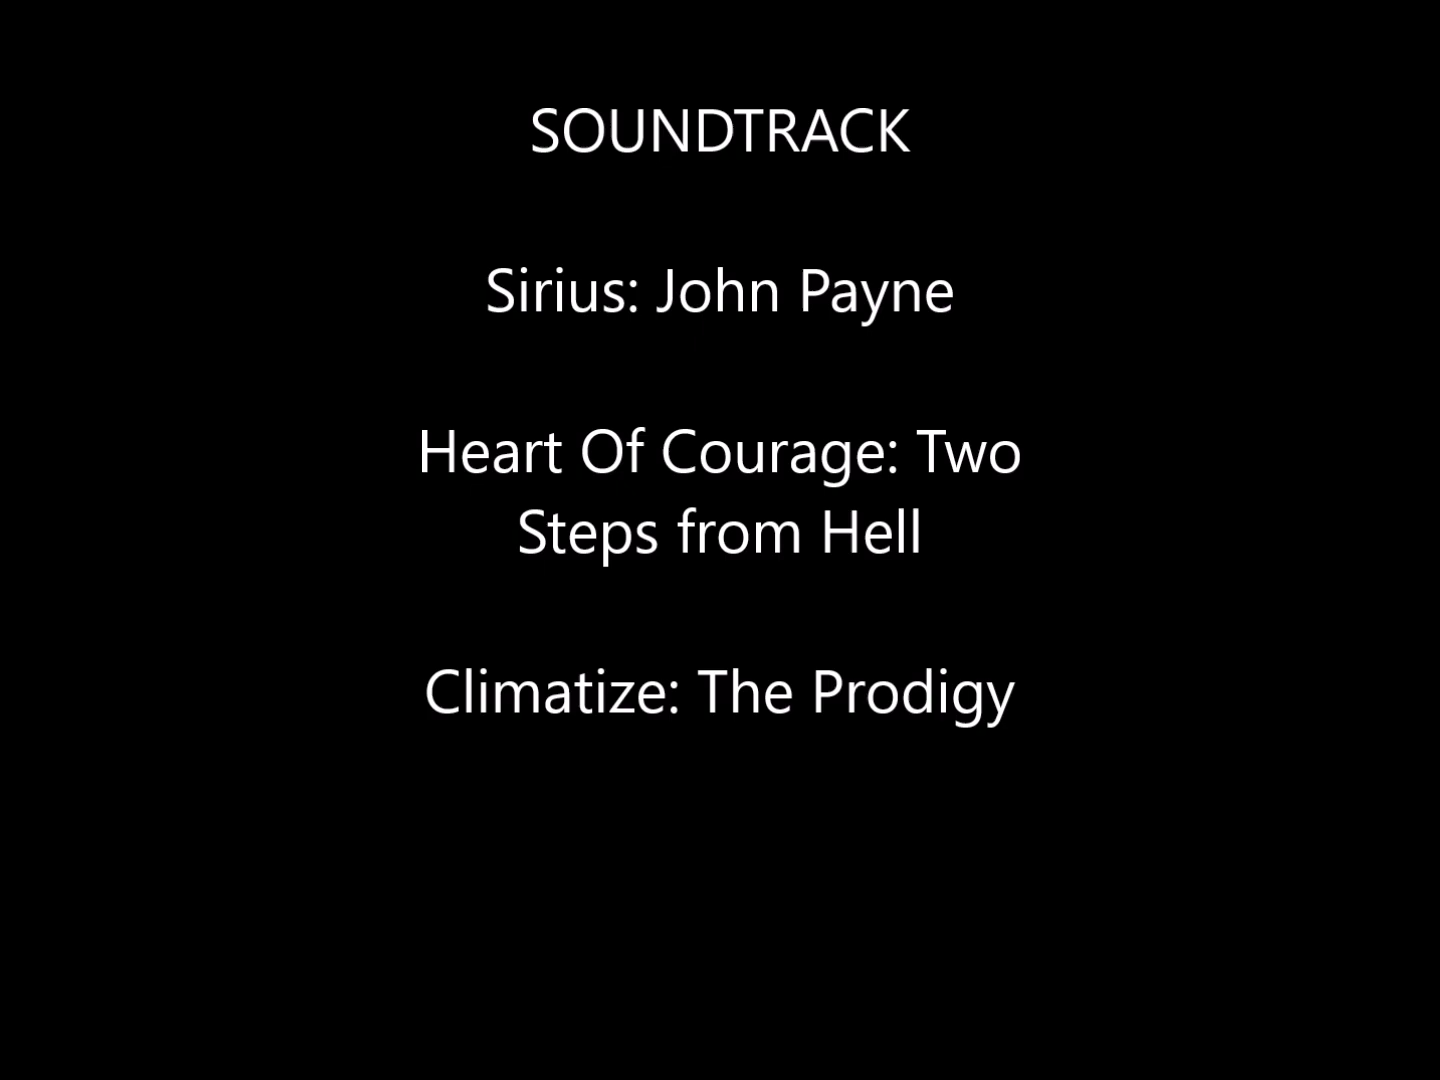 SOUNDTRACK
Sirius: John Payne
Heart Of Courage: Two
Steps from Hell
Climatize: The Prodigy